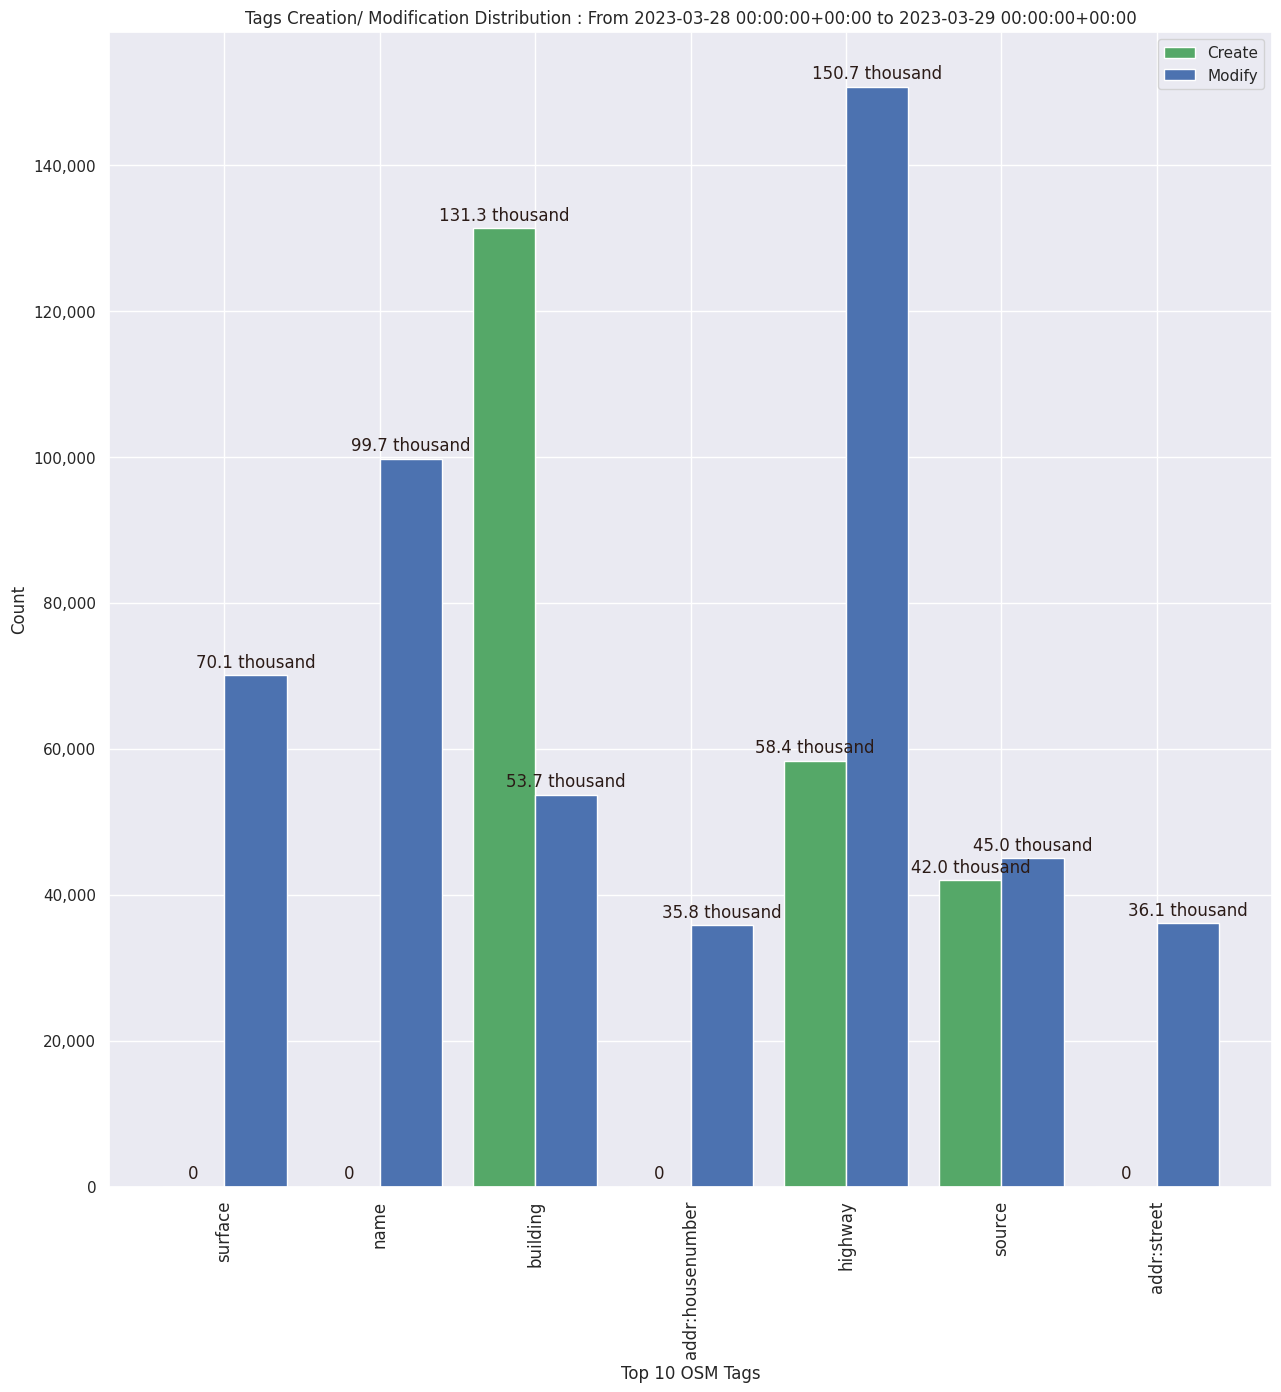 Tags Creation/ Modification Distribution : From 2023-03-28 00:00:00+00:00 to 2023-03-29 00:00:00+00:00
Create
Modify
150.7 thousand
140,000
131.3 thousand
120,000
99.7 thousand
100,000
80,000
70.1 thousand
60,000
58.4 thousand
53.7 thousand
45.0 thousand
42.0 thousand
40,000
35.8 thousand
36.1 thousand
20,000
0
0
0
0
0
Count
surface
name
building
addr:housenumber
highway
source
addr:street
Top 10 OSM Tags